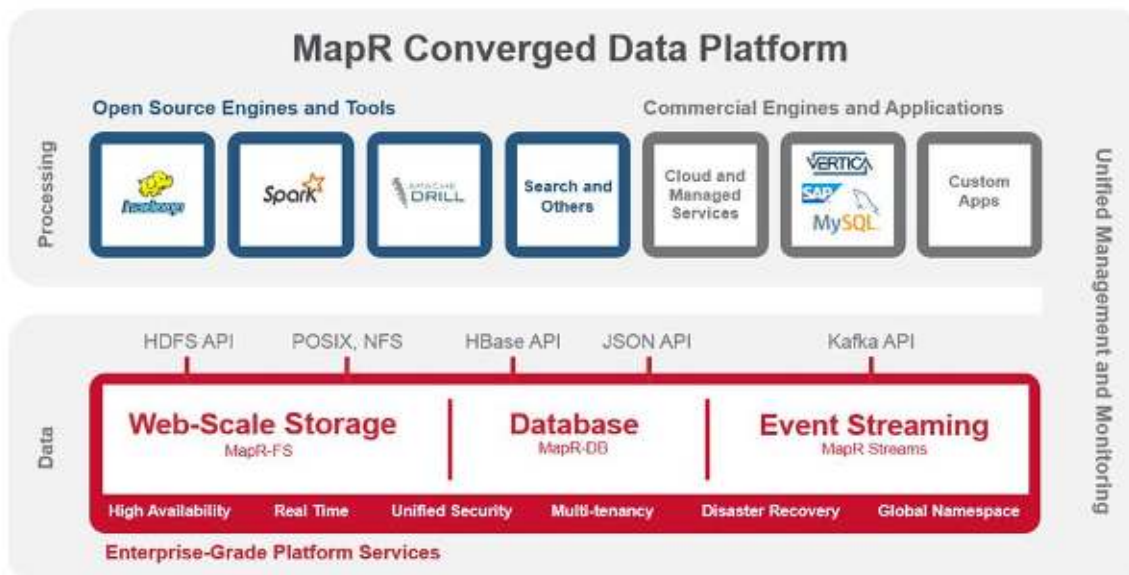 MapR Converged Data Platform
Open Source Engines and Tools
Commercial Engines and Applications
Processing
hadoop
Spark
APACHE
DRILL
Search and
Others
Cloud and
Managed
Services
VERTICA
SAP
MySQL
Custom
Apps
Unified Management and Monitoring
HDFS API
POSIX, NFS
HBase API
JSON API
Kafka API
Data
Web-Scale Storage
MapR-FS
Database
MapR-DB
Event Streaming
MapR Streams
High Availability
Real Time
Unified Security
Multi-tenancy
Disaster Recovery
Global Namespace
Enterprise-Grade Platform Services